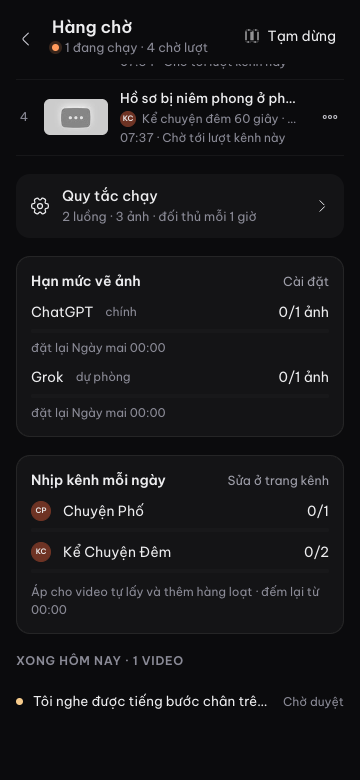 Hàng chờ
1 đang chạy · 4 chờ lượt
Tạm dừng
4
Hồ sơ bị niêm phong ở ph...
KC Kể chuyện đêm 60 giây · ...
07:37 · Chờ tới lượt kênh này
Quy tắc chạy
2 luồng · 3 ảnh · đối thủ mỗi 1 giờ
Hạn mức vẽ ảnh
Cài đặt
ChatGPT chính
0/1 ảnh
đặt lại Ngày mai 00:00
Grok dự phòng
0/1 ảnh
đặt lại Ngày mai 00:00
Nhịp kênh mỗi ngày
Sửa ở trang kênh
CP Chuyện Phố
0/1
KC Kể Chuyện Đêm
0/2
Áp cho video tự lấy và thêm hàng loạt · đếm lại từ
00:00
XONG HÔM NAY · 1 VIDEO
Tôi nghe được tiếng bước chân trê...
Chờ duyệt